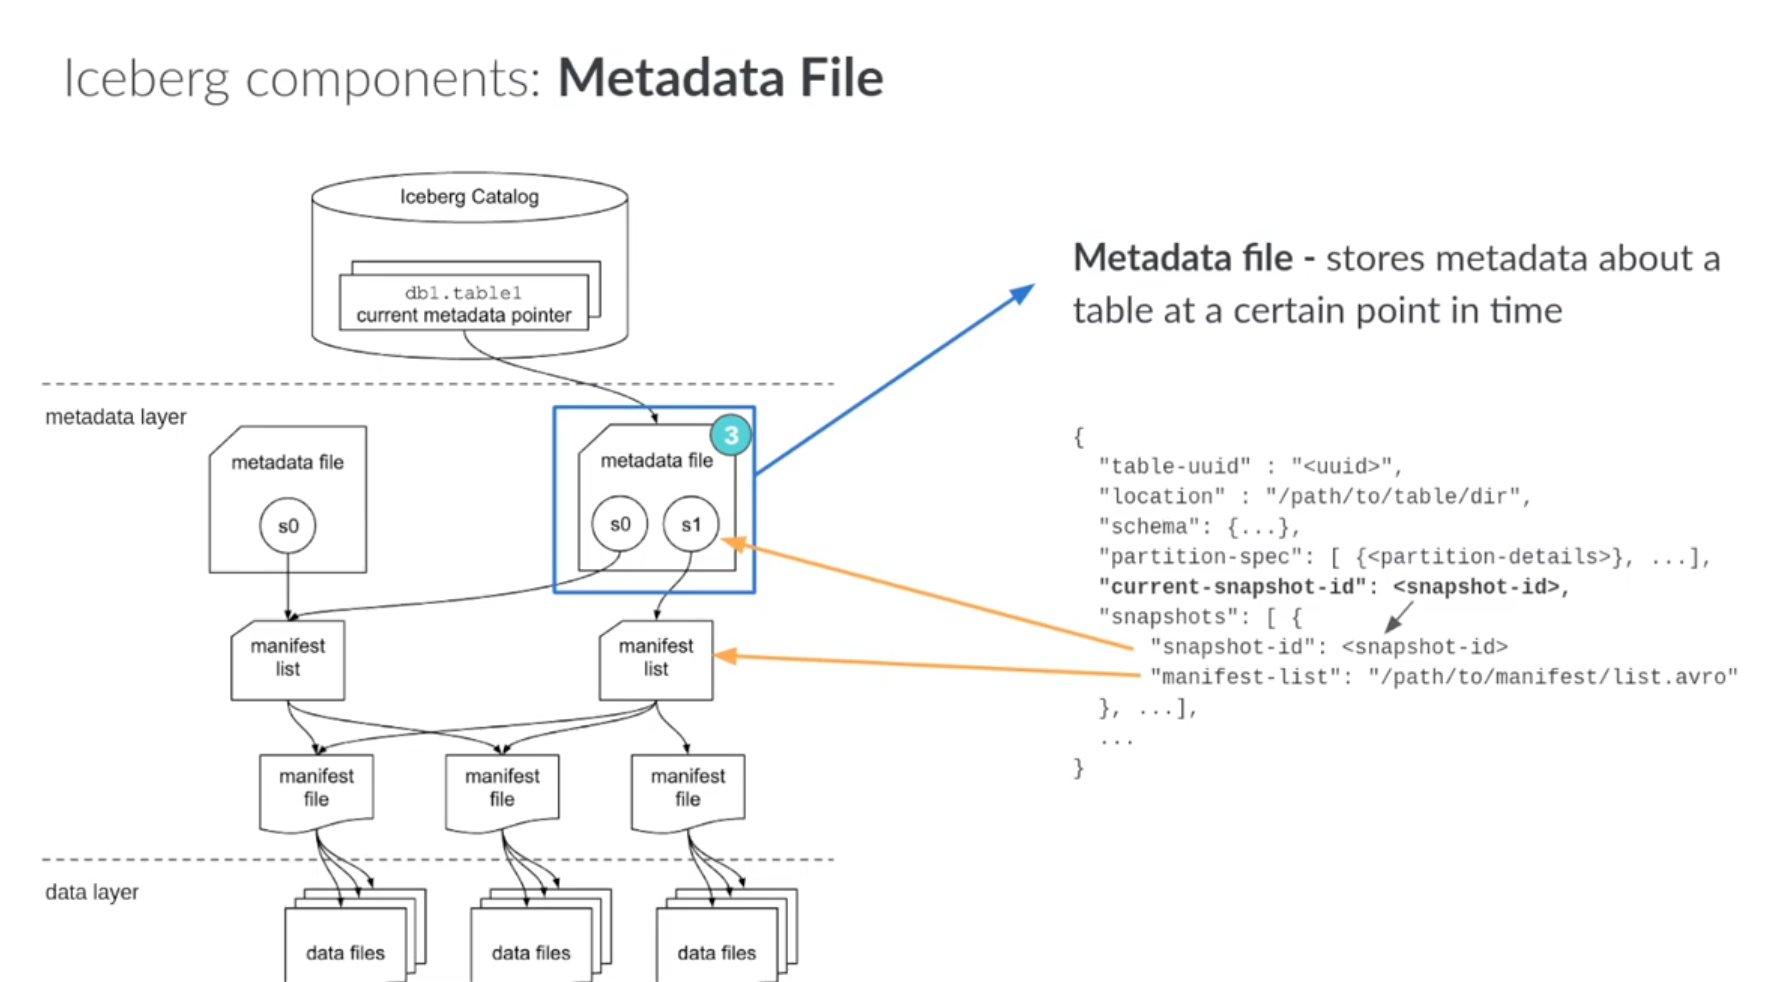 Iceberg components: Metadata File
Iceberg Catalog
db1.table1
current metadata pointer
metadata layer
metadata file
s0
3
metadata file
s0
s1
manifest
list
manifest
list
manifest
file
manifest
file
manifest
file
data layer
data files
data files
data files
Metadata file - stores metadata about a
table at a certain point in time
{
"table-uuid" : "<uuid>",
"location" : "/path/to/table/dir",
"schema": {...},
"partition-spec": [ {<partition-details>}, ...],
"current-snapshot-id": <snapshot-id>,
"snapshots": [ {
"snapshot-id": <snapshot-id>
"manifest-list": "/path/to/manifest/list.avro"
}, ...],
...
}